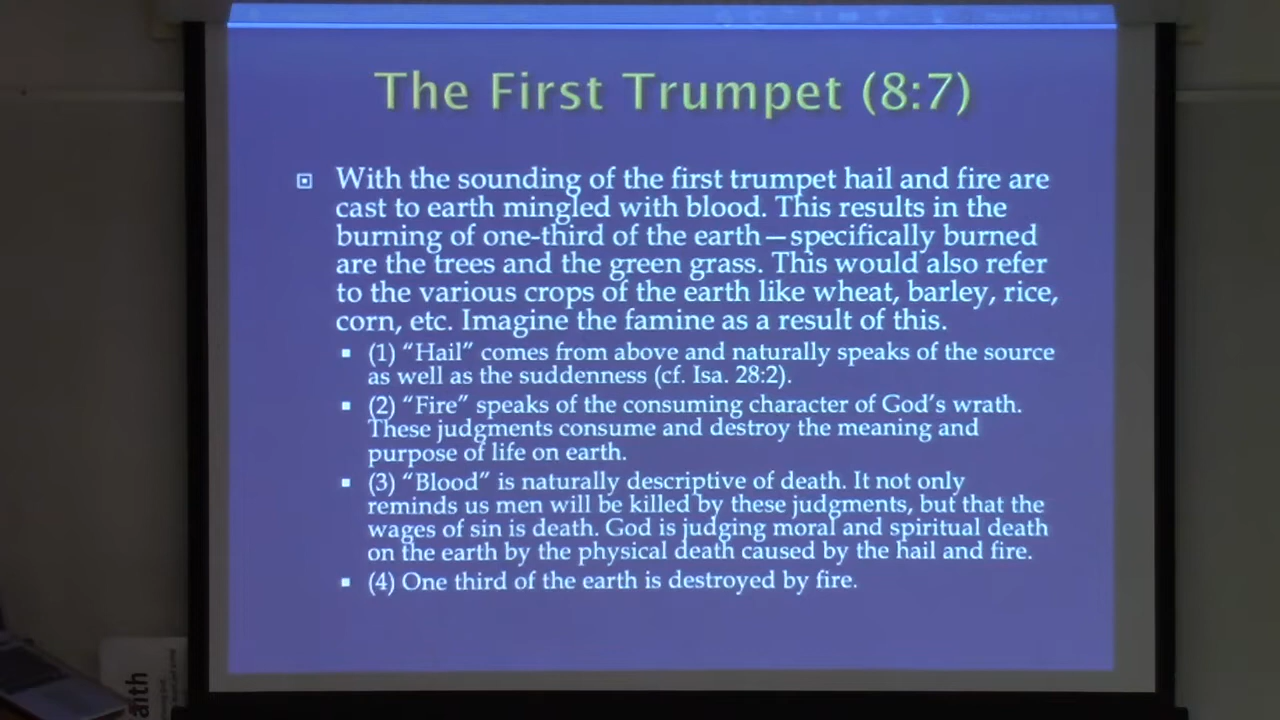 The First Trumpet (8:7)
With the sounding of the first trumpet hail and fire are
cast to earth mingled with blood. This results in the
burning of one-third of the earth—specifically burned
are the trees and the green grass. This would also refer
to the various crops of the earth like wheat, barley, rice,
corn, etc. Imagine the famine as a result of this.
(1) “Hail” comes from above and naturally speaks of the source
as well as the suddenness (cf. Isa. 28:2).
(2) “Fire” speaks of the consuming character of God’s wrath.
These judgments consume and destroy the meaning and
purpose of life on earth.
(3) “Blood” is naturally descriptive of death. It not only
reminds us men will be killed by these judgments, but that the
wages of sin is death. God is judging moral and spiritual death
on the earth by the physical death caused by the hail and fire.
(4) One third of the earth is destroyed by fire.
aith